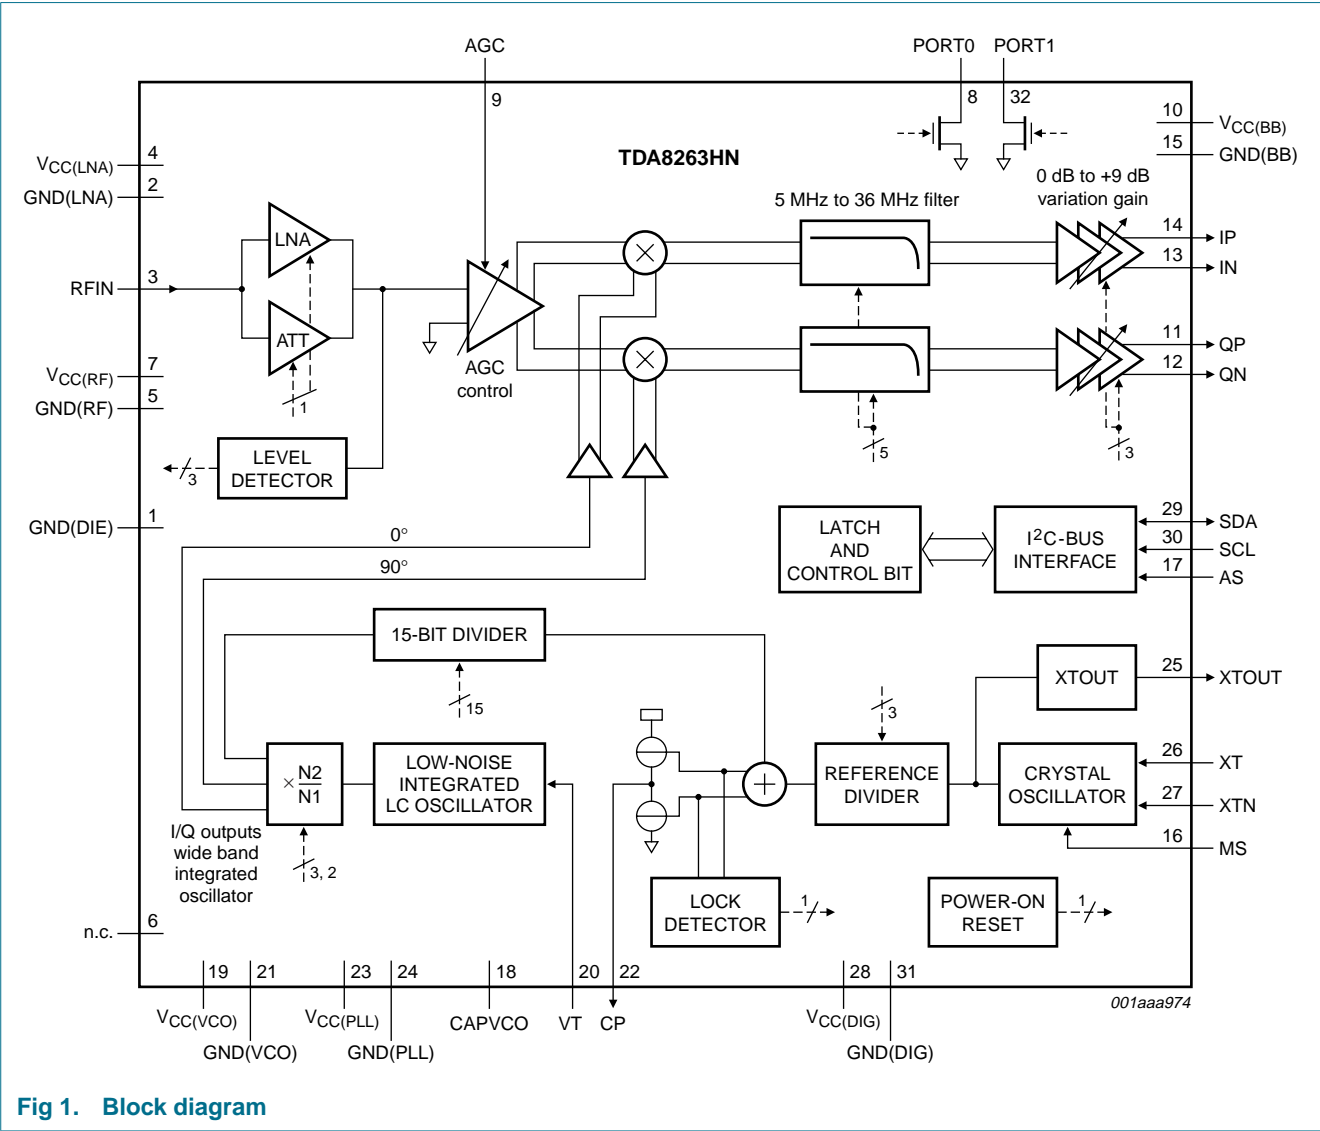 AGC
PORT0 PORT1
9
8
32
10
VCC(BB)
15
GND(BB)
TDA8263HN
VCC(LNA)
4
GND(LNA)
2
0 dB to +9 dB
variation gain
5 MHz to 36 MHz filter
LNA
14
IP
13
IN
RFIN
3
ATT
×
×
AGC
control
11
QP
12
QN
VCC(RF)
7
GND(RF)
5
1
5
3
LEVEL
DETECTOR
3
GND(DIE)
1
0°
90°
LATCH
AND
CONTROL BIT
I2C-BUS
INTERFACE
29
SDA
30
SCL
17
AS
15-BIT DIVIDER
15
XTOUT
25
XTOUT
3
× N2
N1
LOW-NOISE
INTEGRATED
LC OSCILLATOR
+
REFERENCE
DIVIDER
CRYSTAL
OSCILLATOR
26
XT
27
XTN
16
MS
I/Q outputs
wide band
integrated
oscillator
3, 2
LOCK
DETECTOR
1
POWER-ON
RESET
1
n.c.
6
19
21
23
24
18
20
22
28
31
001aaa974
VCC(VCO)
GND(VCO)
VCC(PLL)
GND(PLL)
CAPVCO
VT
CP
VCC(DIG)
GND(DIG)
Fig 1. Block diagram